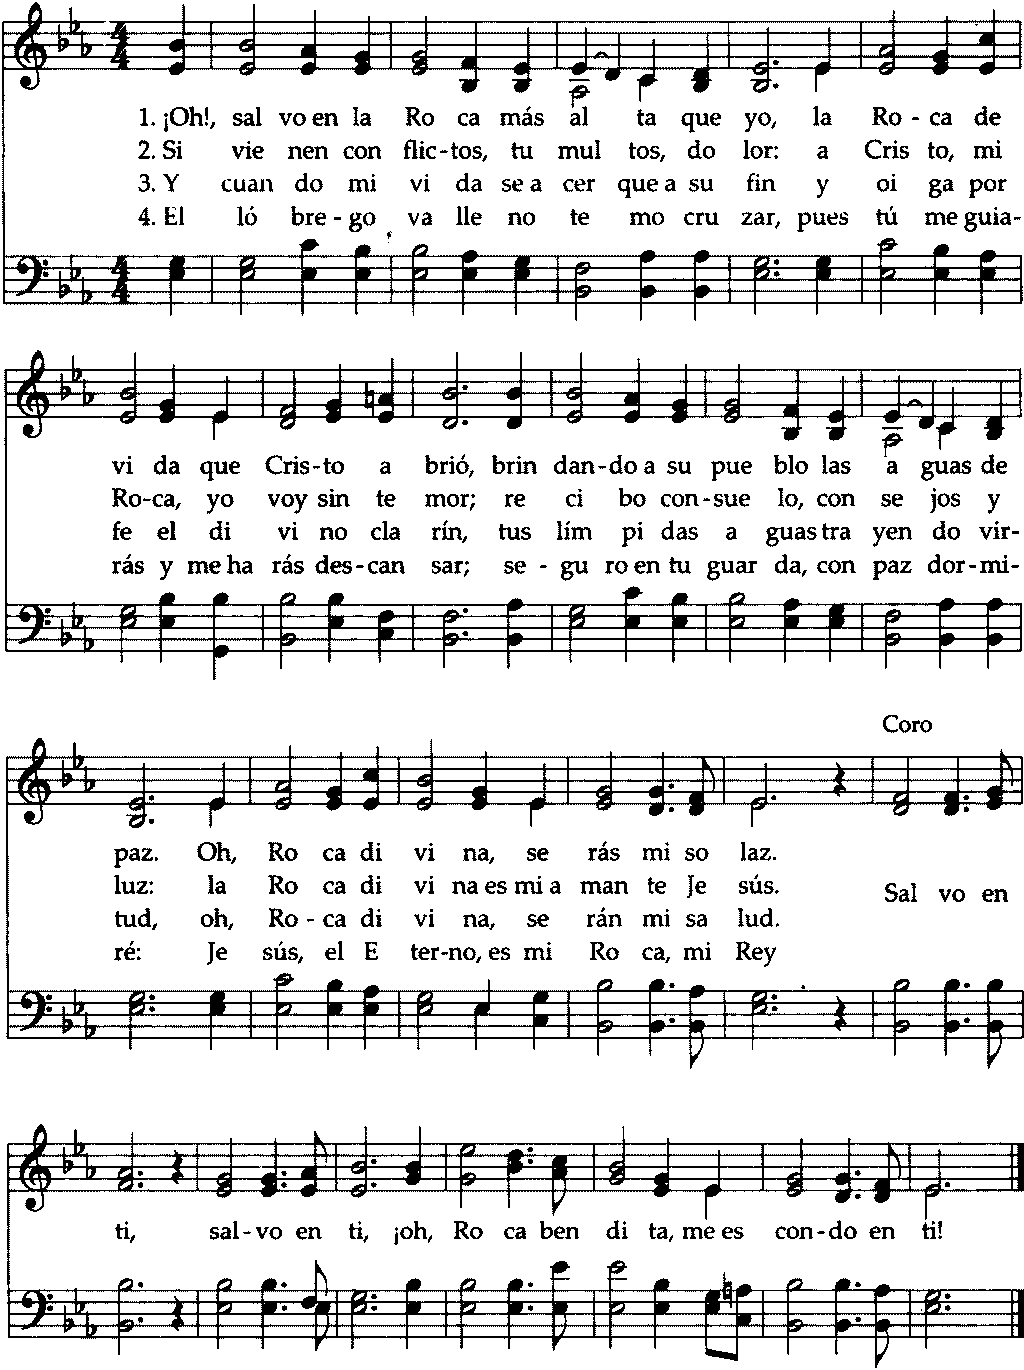 1. ¡Oh!, sal vo en la Ro ca más al ta que yo, la Ro - ca de
2. Si vie nen con flic-tos, tu mul tos, do lor: a Cris to, mi
3. Y cuan do mi vi da se a cer que a su fin y oi ga por
4. El ló bre - go va lle no te mo cru zar, pues tú me guia-
vi da que Cris-to a brió, brin dan-do a su pue blo las a guas de
Ro-ca, yo voy sin te mor; re ci bo con-sue lo, con se jos y
fe el di vi no cla rín, tus lím pi das a guas tra yen do vir-
rás y me ha rás des-can sar; se - gu ro en tu guar da, con paz dor-mi-
Coro
paz. Oh, Ro ca di vi na, se rás mi so laz.
luz: la Ro ca di vi na es mi a man te Je sús.
Sal vo en
tud, oh, Ro - ca di vi na, se rán mi sa lud.
ré: Je sús, el E ter-no, es mi Ro ca, mi Rey
ti, sal-vo en ti, ¡oh, Ro ca ben di ta, me es con-do en ti!